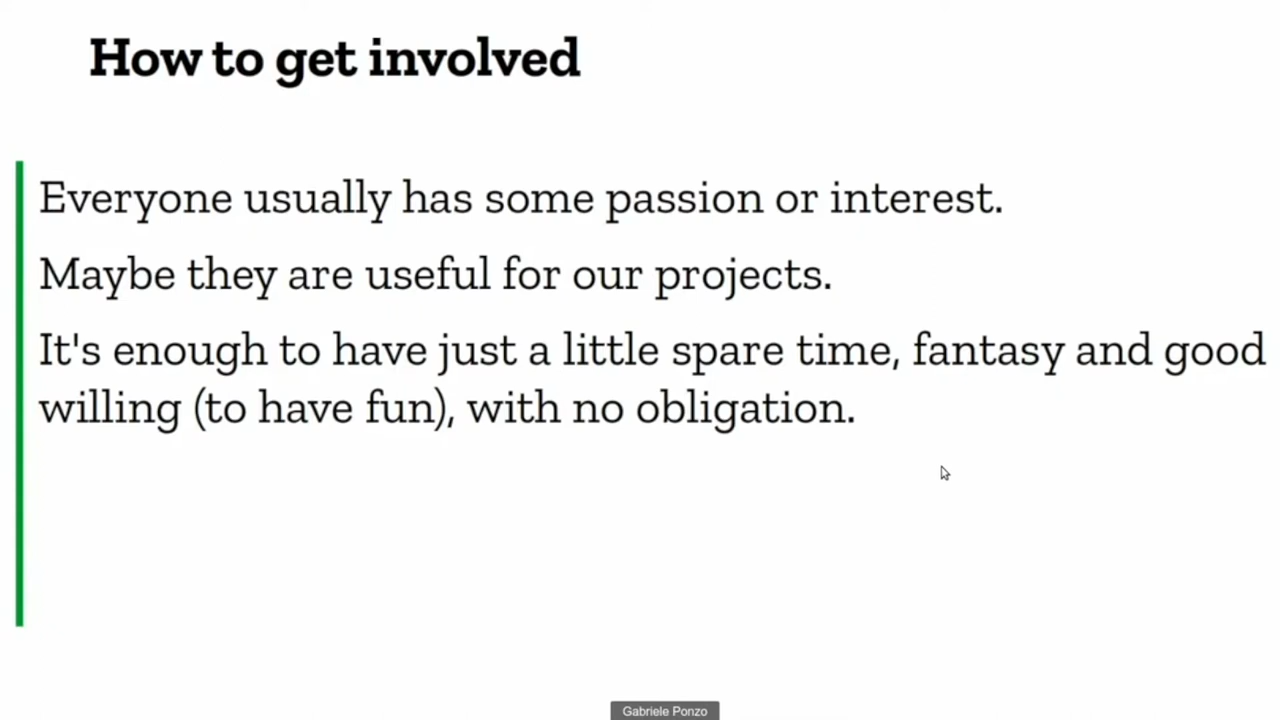 How to get involved
Everyone usually has some passion or interest.
Maybe they are useful for our projects.
It's enough to have just a little spare time, fantasy and good
willing (to have fun), with no obligation.
Gabriele Ponzo